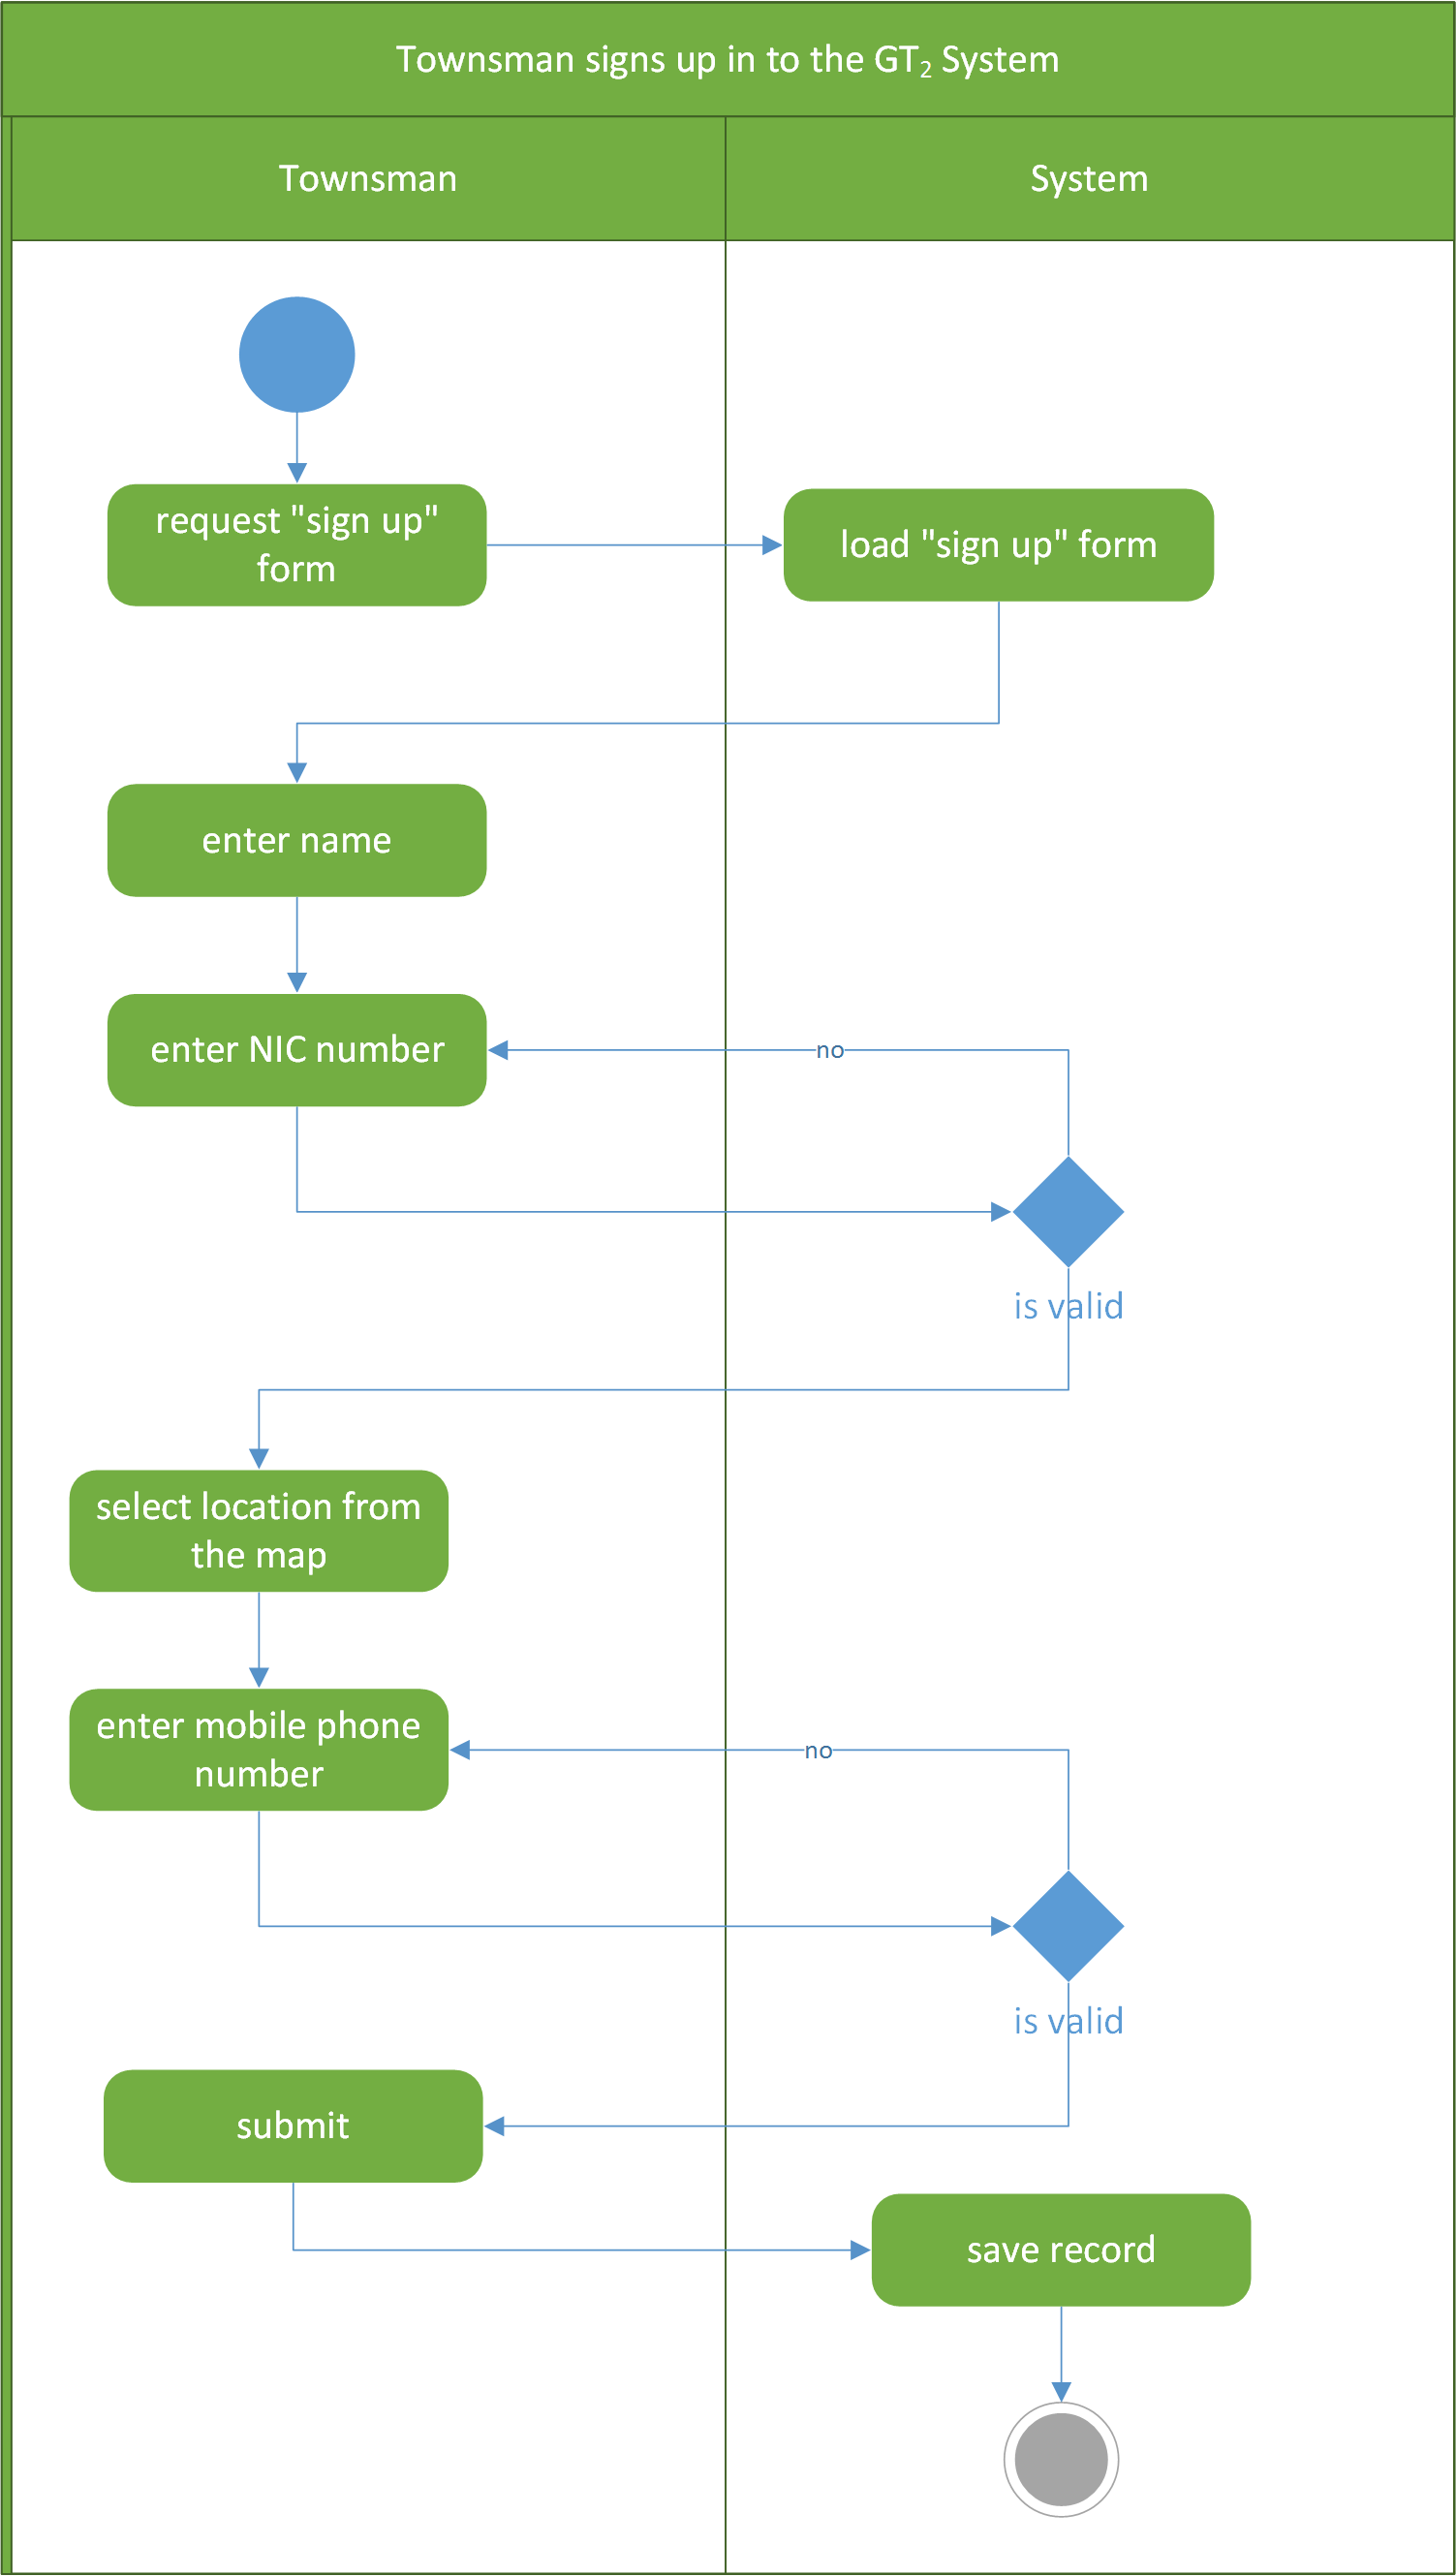 Townsman signs up in to the GT₂ System
Townsman
System
request "sign up"
form
load "sign up" form
enter name
enter NIC number
no
is valid
select location from
the map
enter mobile phone
number
no
is valid
submit
save record